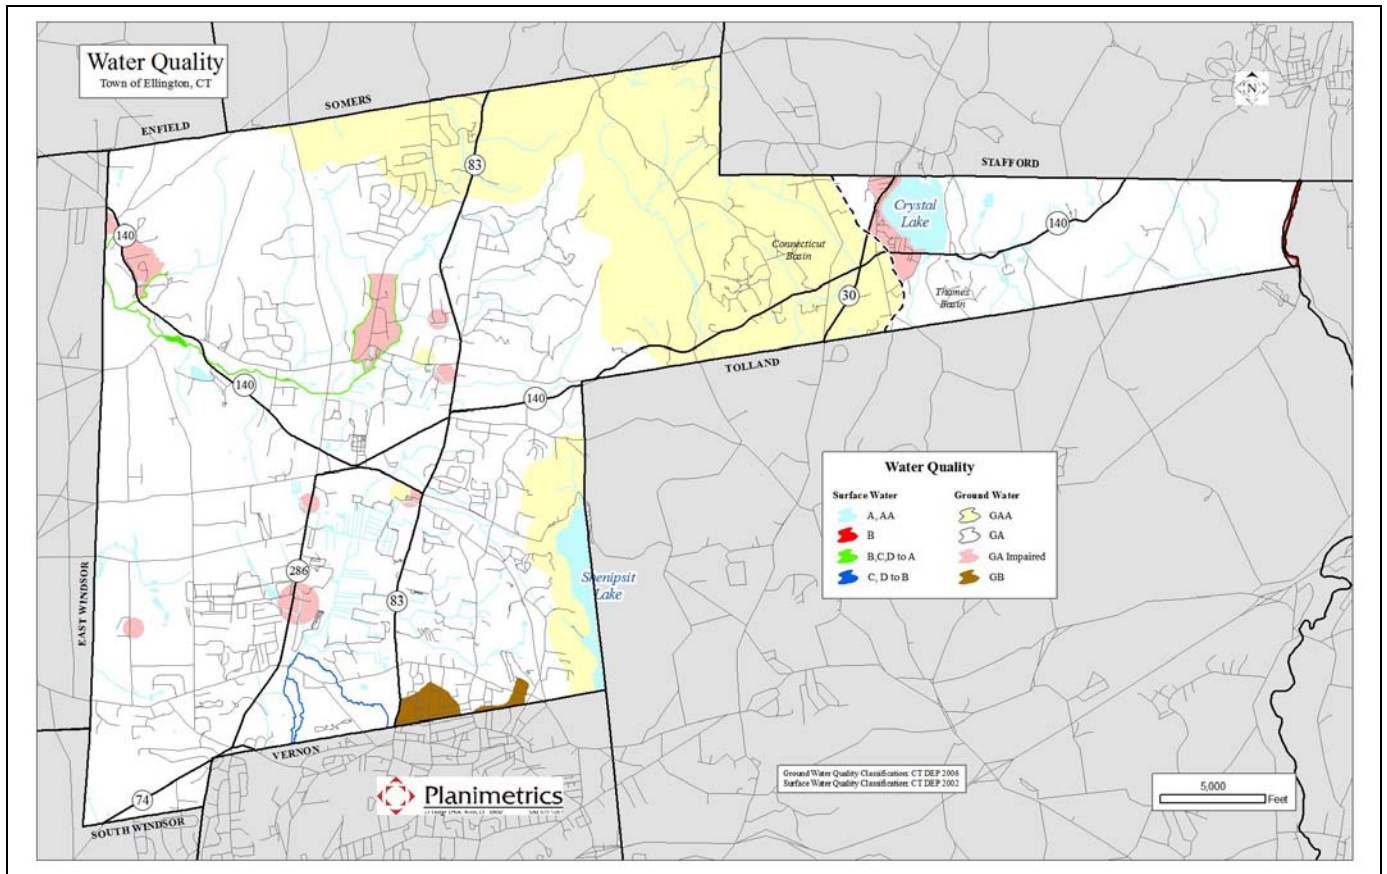 Water Quality
Town of Ellington, CT
N
ENFIELD
SOMERS
STAFFORD
83
140
Crystal
Lake
140
Connecticut
Basin
Thames
Basin
30
TOLLAND
140
140
Water Quality
Surface Water
Ground Water
A, AA
GAA
B
GA
B,C,D to A
GA Impaired
C, D to B
GB
EAST WINDSOR
286
83
Shenipsit
Lake
VERNON
74
SOUTH WINDSOR
Planimetrics
Ground Water Quality Classification: CT DEP 2006
Surface Water Quality Classification: CT DEP 2002
5,000
Feet